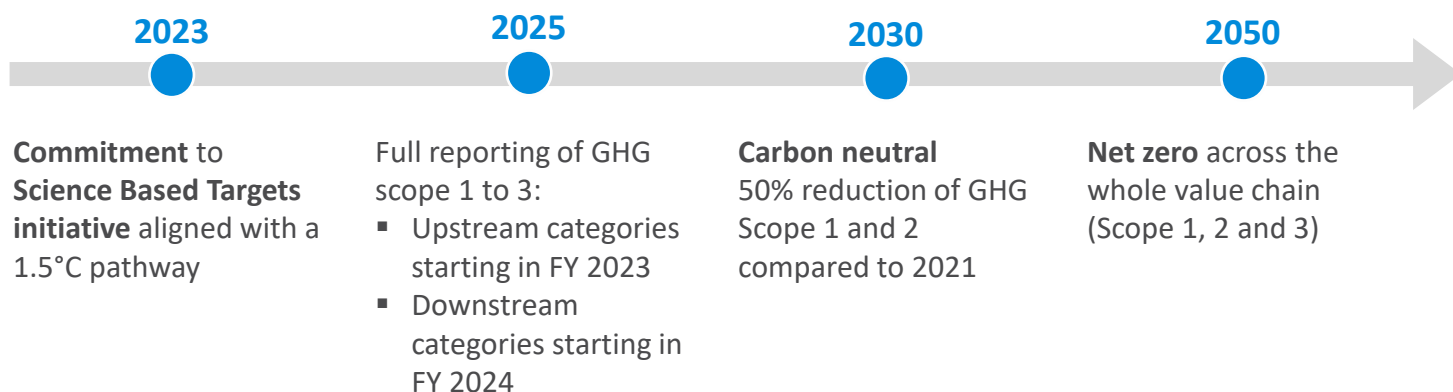 2023
Commitment to
Science Based Targets
initiative aligned with a
1.5°C pathway
2025
Full reporting of GHG
scope 1 to 3:
▪ Upstream categories
starting in FY 2023
▪ Downstream
categories starting in
FY 2024
2030
Carbon neutral
50% reduction of GHG
Scope 1 and 2
compared to 2021
2050
Net zero across the
whole value chain
(Scope 1, 2 and 3)